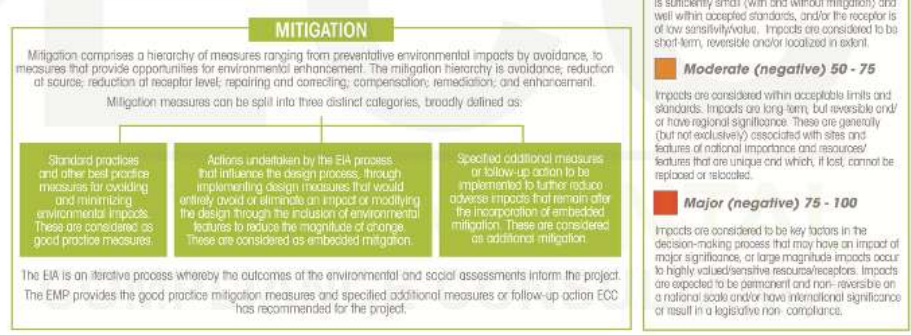 MITIGATION
Mitigation comprises a hierarchy of measures ranging from preventative environmental impacts by avoidance, to
measures that provide opportunities for environmental enhancement. The mitigation hierarchy is avoidance; reduction
at source; reduction at receptor level; repairing and correcting; compensation; remediation; and enhancement.
Mitigation measures can be split into three distinct categories, broadly defined as:
Standard practices
and other best practice
measures for avoiding
and minimizing
environmental impacts.
These are considered as
good practice measures.
Actions undertaken by the EIA process
that influence the design process, through
implementing design measures that would
entirely avoid or eliminate an impact or modifying
the design through the inclusion of environmental
features to reduce the magnitude of change.
These are considered as embedded mitigation.
Specified additional measures
or follow-up action to be
implemented to further reduce
adverse impacts that remain after
the incorporation of embedded
mitigation. These are considered
as additional mitigation.
The EIA is an iterative process whereby the outcomes of the environmental and social assessments inform the project.
The EMP provides the good practice mitigation measures and specified additional measures or follow-up action ECC
has recommended for the project.
is sufficiently small (with and without mitigation) and
well within accepted standards, and/or the receptor is
of low sensitivity/value. Impacts are considered to be
short-term, reversible and/or localized in extent.
Moderate (negative) 50 - 75
Impacts are considered within acceptable limits and
standards. Impacts are long-term, but reversible and/
or have regional significance. These are generally
(but not exclusively) associated with sites and
features of national importance and resources/
features that are unique and which, if lost, cannot be
replaced or relocated.
Major (negative) 75 - 100
Impacts are considered to be key factors in the
decision-making process that may have an impact of
major significance, or large magnitude impacts occur
to highly valued/sensitive resource/receptors. Impacts
are expected to be permanent and non- reversible on
a national scale and/or have international significance
or result in a legislative non- compliance.